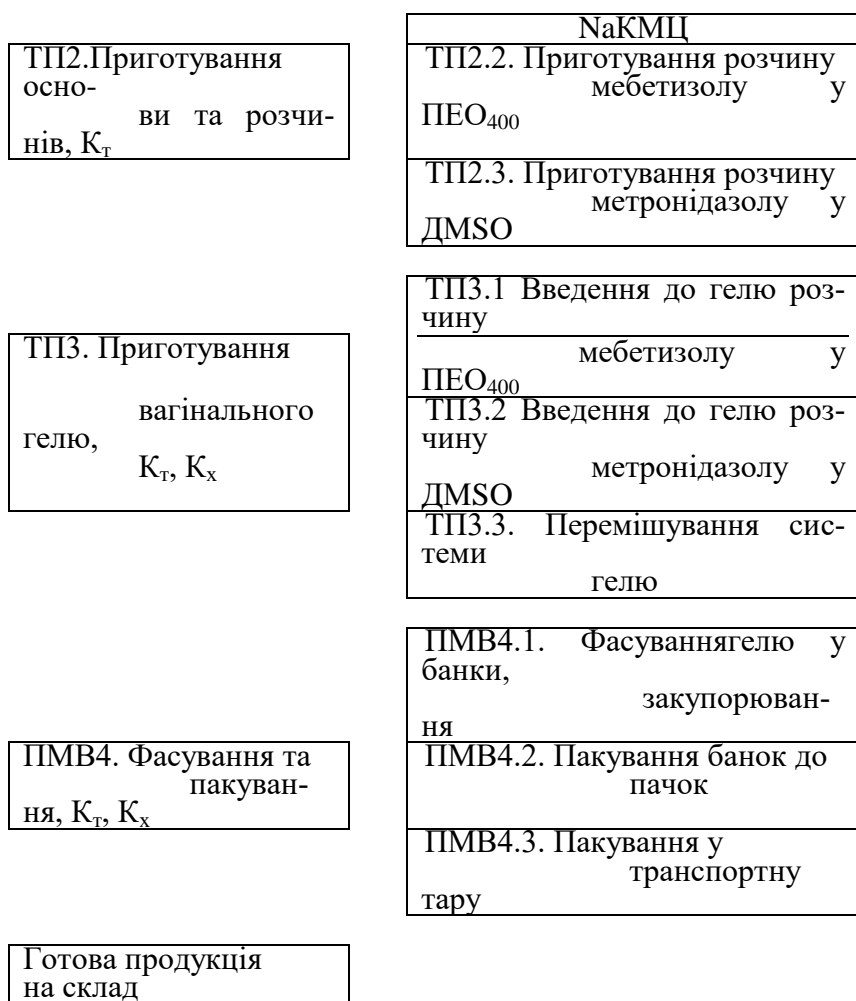 NaКМЦ
ТП2.Приготування
осно-
ви та розчи-
нів, Кт
ТП2.2. Приготування розчину
мебетизолу у
ПЕО400
ТП2.3. Приготування розчину
метронідазолу у
ДМSO
ТП3. Приготування
вагінального
гелю,
Кт, Кх
ТП3.1 Введення до гелю роз-
чину
мебетизолу у
ПЕО400
ТП3.2 Введення до гелю роз-
чину
метронідазолу у
ДМSO
ТП3.3. Перемішування сис-
теми
гелю
ПМВ4. Фасування та
пакуван-
ня, Кт, Кх
ПМВ4.1. Фасуваннягелю у
банки,
закупорюван-
ня
ПМВ4.2. Пакування банок до
пачок
ПМВ4.3. Пакування у
транспортну
тару
Готова продукція
на склад